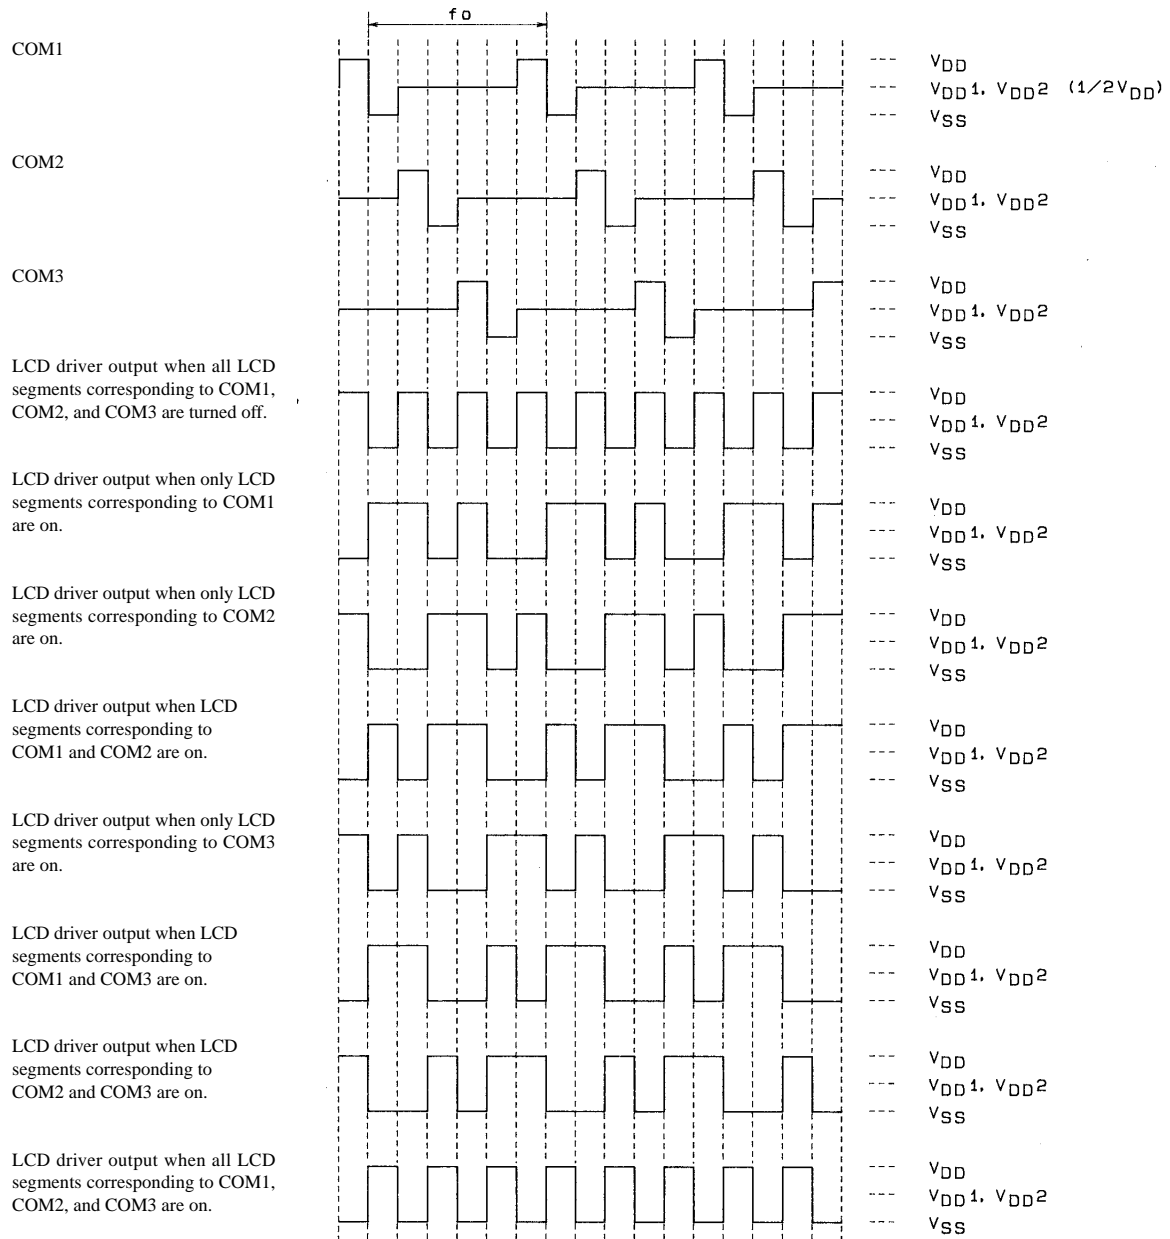 fo
COM1
VDD
VDD1, VDD2 (1/2VDD)
VSS
COM2
VDD
VDD1, VDD2
VSS
COM3
VDD
VDD1, VDD2
VSS
LCD driver output when all LCD
segments corresponding to COM1,
COM2, and COM3 are turned off.
VDD
VDD1, VDD2
VSS
LCD driver output when only LCD
segments corresponding to COM1
are on.
VDD
VDD1, VDD2
VSS
LCD driver output when only LCD
segments corresponding to COM2
are on.
VDD
VDD1, VDD2
VSS
LCD driver output when LCD
segments corresponding to
COM1 and COM2 are on.
VDD
VDD1, VDD2
VSS
LCD driver output when only LCD
segments corresponding to COM3
are on.
VDD
VDD1, VDD2
VSS
LCD driver output when LCD
segments corresponding to
COM1 and COM3 are on.
VDD
VDD1, VDD2
VSS
LCD driver output when LCD
segments corresponding to
COM2 and COM3 are on.
VDD
VDD1, VDD2
VSS
LCD driver output when all LCD
segments corresponding to COM1,
COM2, and COM3 are on.
VDD
VDD1, VDD2
VSS